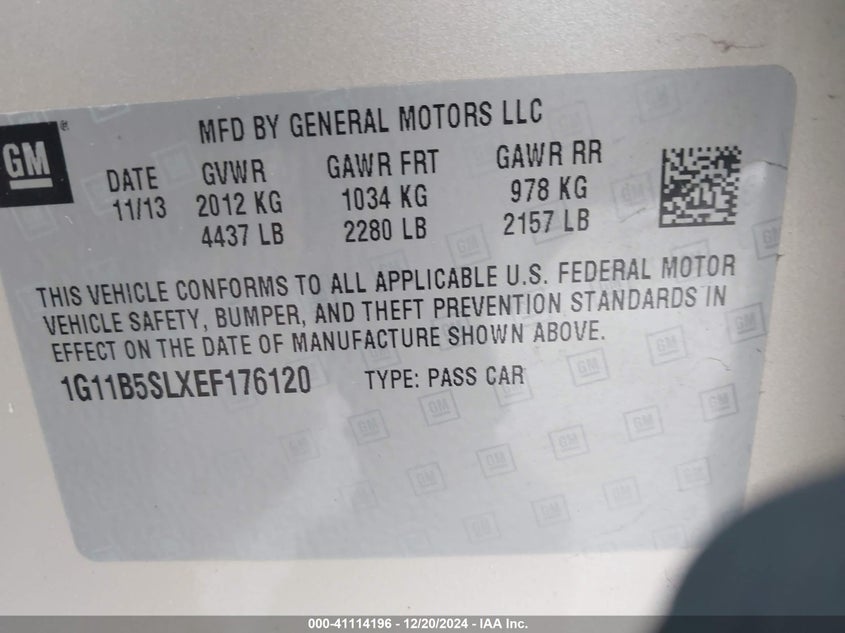 GM ®
MFD BY GENERAL MOTORS LLC
DATE GVWR GAWR FRT GAWR RR
11/13 2012 KG 1034 KG 978 KG
4437 LB 2280 LB 2157 LB
THIS VEHICLE CONFORMS TO ALL APPLICABLE U.S. FEDERAL MOTOR
VEHICLE SAFETY, BUMPER, AND THEFT PREVENTION STANDARDS IN
EFFECT ON THE DATE OF MANUFACTURE SHOWN ABOVE.
1G11B5SLXEF176120 TYPE: PASS CAR
000-41114196 - 12/20/2024 - IAA Inc.